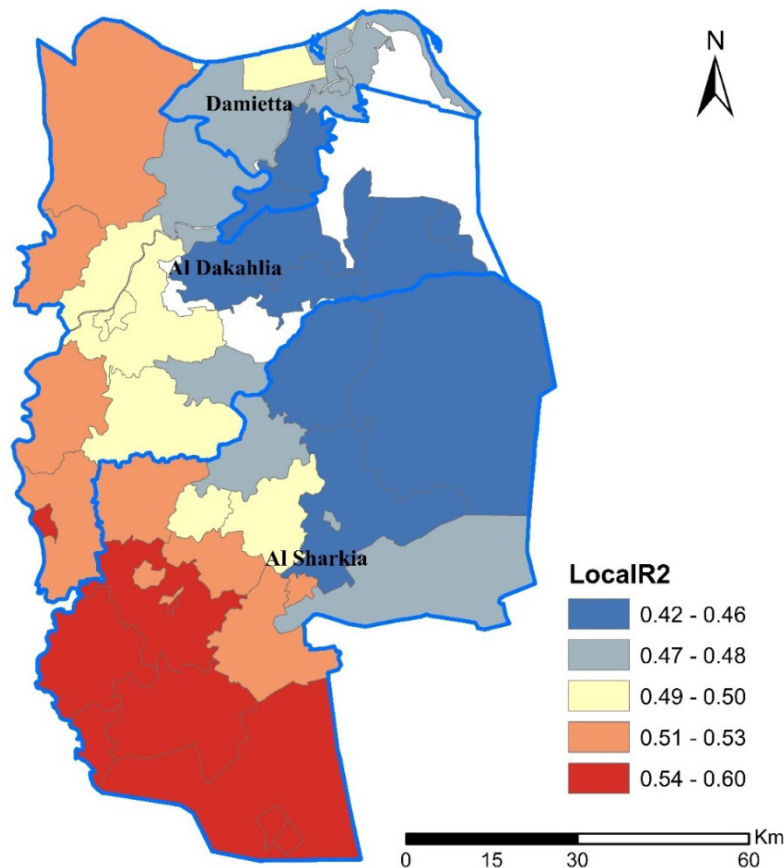 N
Damietta
Al Dakahlia
Al Sharkia
LocalR2
0.42 - 0.46
0.47 - 0.48
0.49 - 0.50
0.51 - 0.53
0.54 - 0.60
Km
0 15 30 60